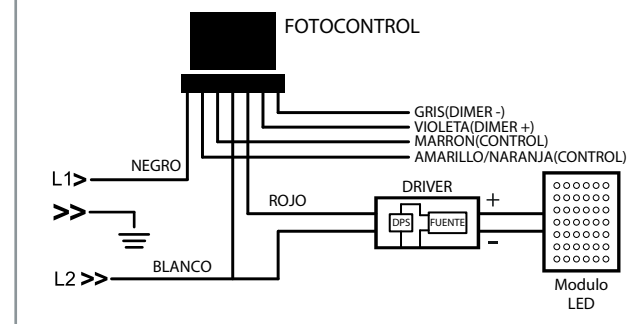 FOTOCONTROL
GRIS(DIMER -)
VIOLETA(DIMER +)
MARRON(CONTROL)
AMARILLO/NARANJA(CONTROL)
NEGRO
L1>
>>
ROJO
DRIVER
DPS
FUENTE
+
-
BLANCO
L2 >>
Modulo
LED